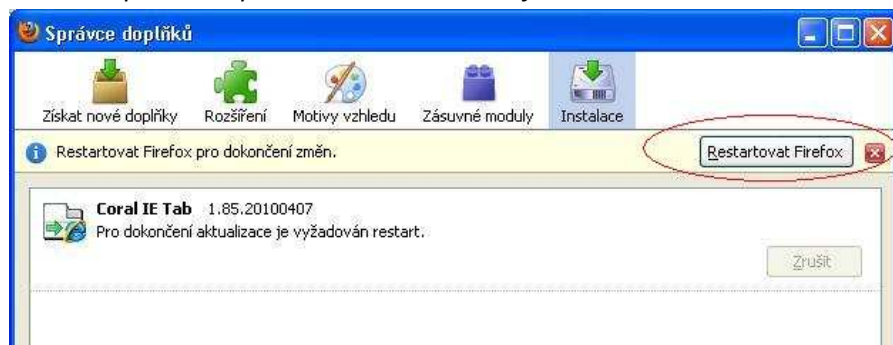 Správce doplňků
Získat nové doplňky Rozšíření Motivy vzhledu Zásuvné moduly Instalace
Restartovat Firefox pro dokončení změn. Restartovat Firefox
Coral IE Tab 1.85.20100407
Pro dokončení aktualizace je vyžadován restart.
Zrušit